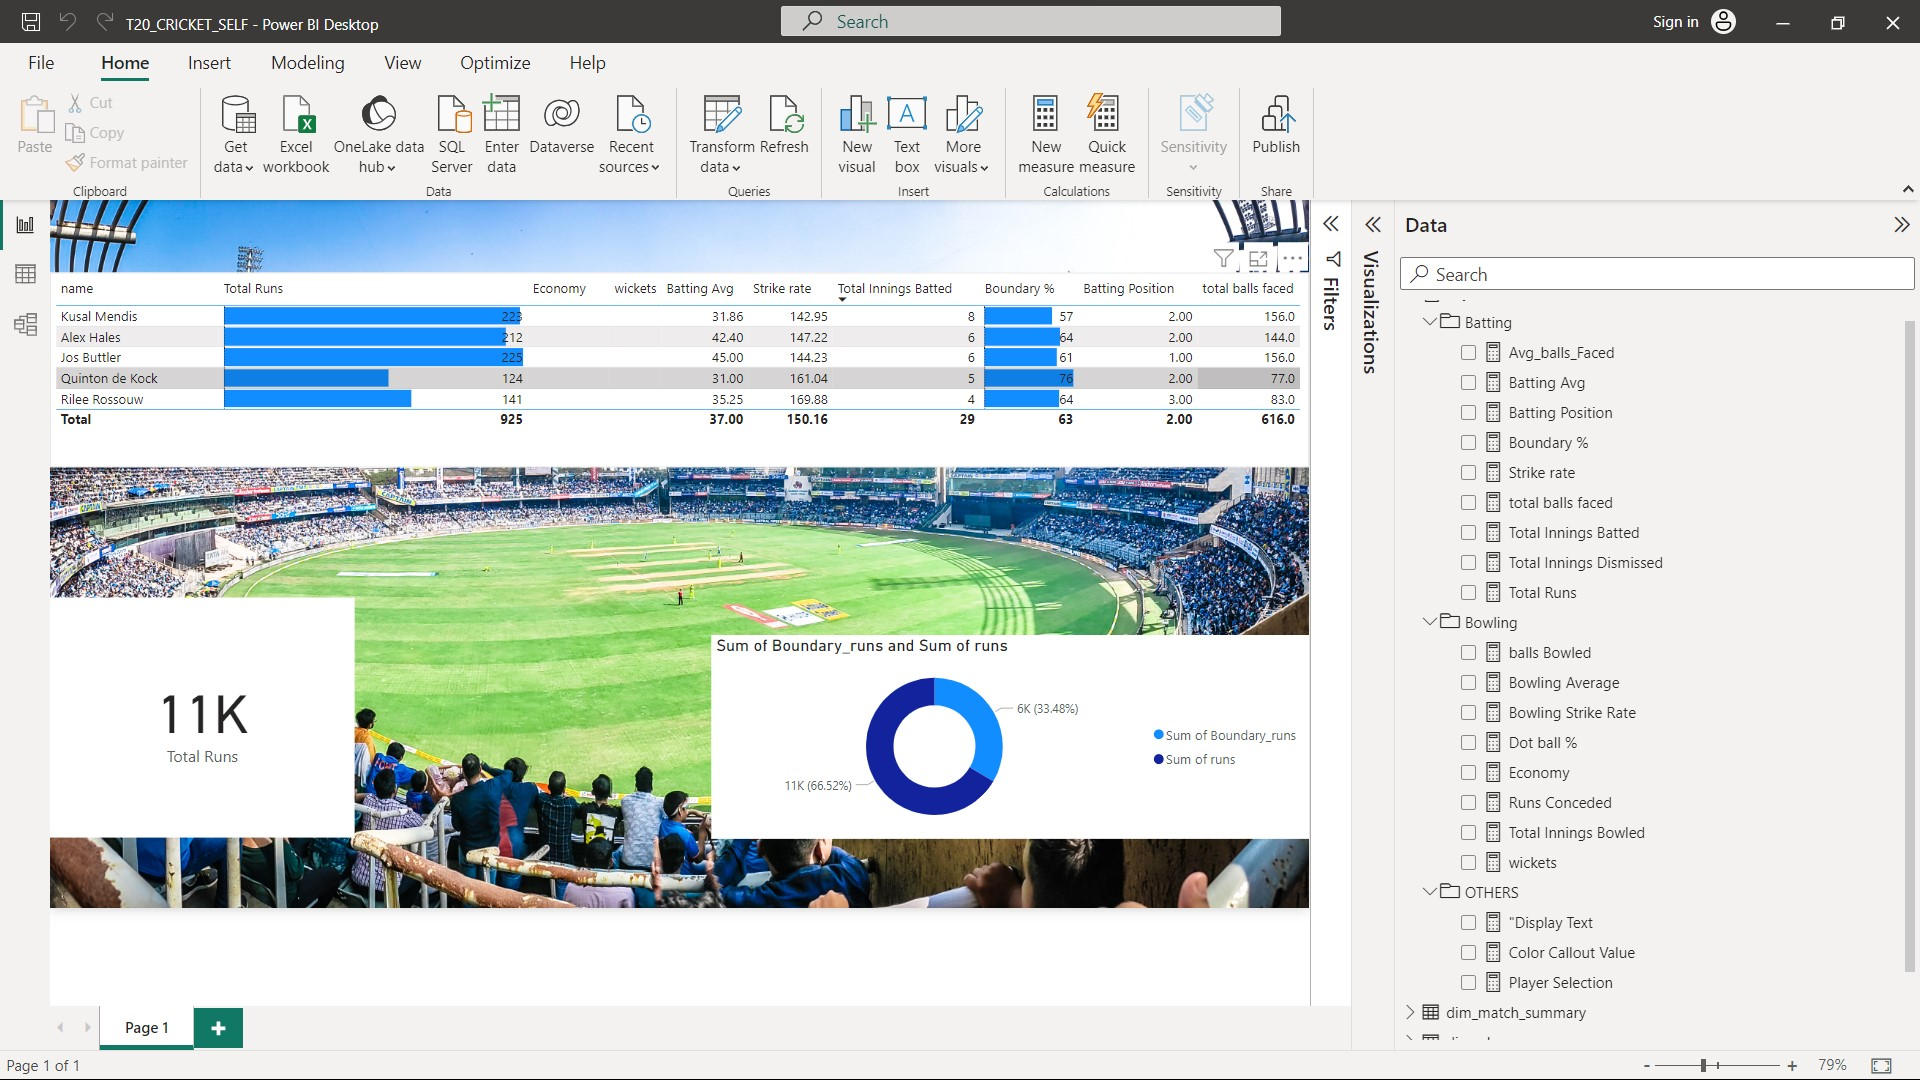 T20_CRICKET_SELF - Power BI Desktop
Search
Sign in
File Home Insert Modeling View Optimize Help
Paste
Cut
Copy
Format painter
Clipboard
Get data
Excel workbook
OneLake data hub
SQL Server
Enter data
Dataverse
Recent sources
Data
Transform data
Refresh
Queries
New visual
Text box
More visuals
Insert
New measure
Quick measure
Calculations
Sensitivity
Sensitivity
Publish
Share
name Total Runs Economy wickets Batting Avg Strike rate Total Innings Batted Boundary % Batting Position total balls faced
Kusal Mendis 223 31.86 142.95 8 57 2.00 156.0
Alex Hales 212 42.40 147.22 6 64 2.00 144.0
Jos Buttler 225 45.00 144.23 6 61 1.00 156.0
Quinton de Kock 124 31.00 161.04 5 76 2.00 77.0
Rilee Rossouw 141 35.25 169.88 4 64 3.00 83.0
Total 925 37.00 150.16 29 63 2.00 616.0
11K
Total Runs
Sum of Boundary_runs and Sum of runs
6K (33.48%)
11K (66.52%)
Sum of Boundary_runs
Sum of runs
Filters
Visualizations
Data
Search
Batting
Avg_balls_Faced
Batting Avg
Batting Position
Boundary %
Strike rate
total balls faced
Total Innings Batted
Total Innings Dismissed
Total Runs
Bowling
balls Bowled
Bowling Average
Bowling Strike Rate
Dot ball %
Economy
Runs Conceded
Total Innings Bowled
wickets
OTHERS
"Display Text
Color Callout Value
Player Selection
dim_match_summary
Page 1
Page 1 of 1
- + 79%